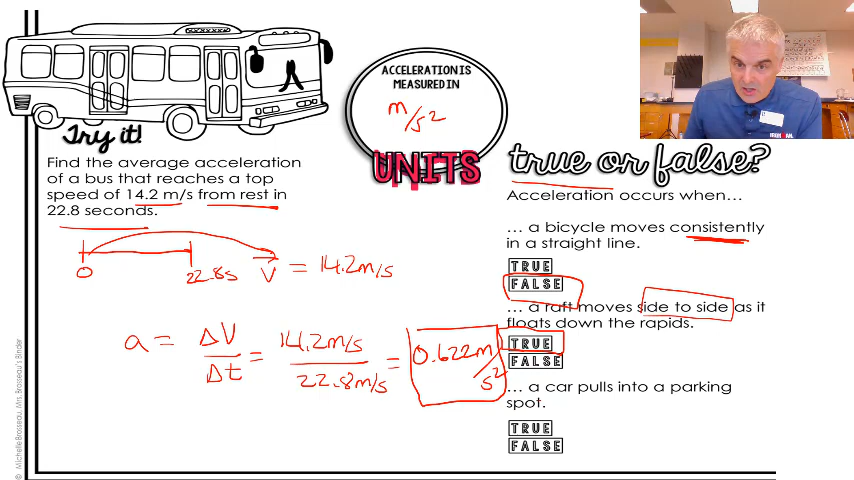 ACCELERATION IS
MEASURED IN
m/s²
UNITS
Try it!
Find the average acceleration
of a bus that reaches a top
speed of 14.2 m/s from rest in
22.8 seconds.
0
22.8s
V = 14.2m/s
a = ΔV/Δt = 14.2m/s / 22.8m/s = 0.622m/s²
true or false?
Acceleration occurs when…
… a bicycle moves consistently
in a straight line.
TRUE
FALSE
… a raft moves side to side as it
floats down the rapids.
TRUE
FALSE
… a car pulls into a parking
spot.
TRUE
FALSE
© MichelleBrosseau, Mrs. Brosseau's Binder